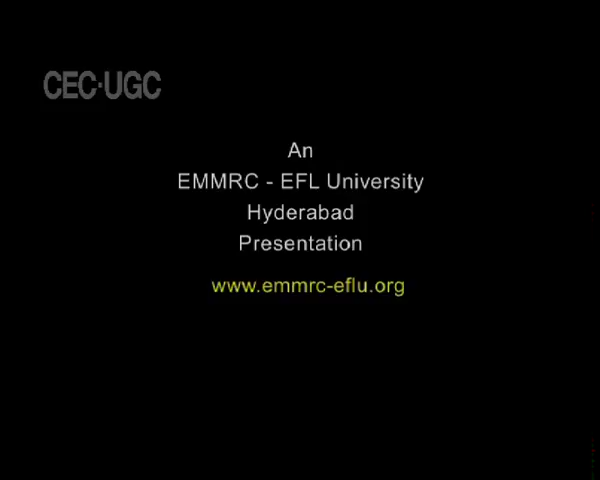 CEC-UGC
An
EMMRC - EFL University
Hyderabad
Presentation
www.emmrc-eflu.org